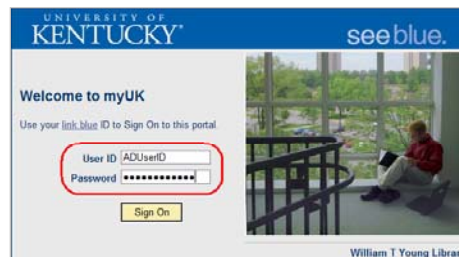 UNIVERSITY OF
KENTUCKY
see blue.
Welcome to myUK
Use your link blue ID to Sign On to this portal
User ID ADUserID
Password ••••••••••••
Sign On
William T Young Librar